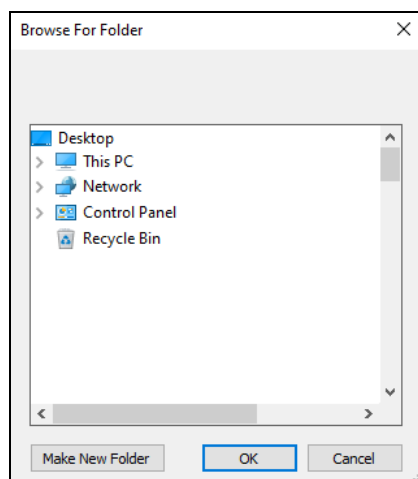 Browse For Folder
Desktop
This PC
Network
Control Panel
Recycle Bin
Make New Folder OK Cancel